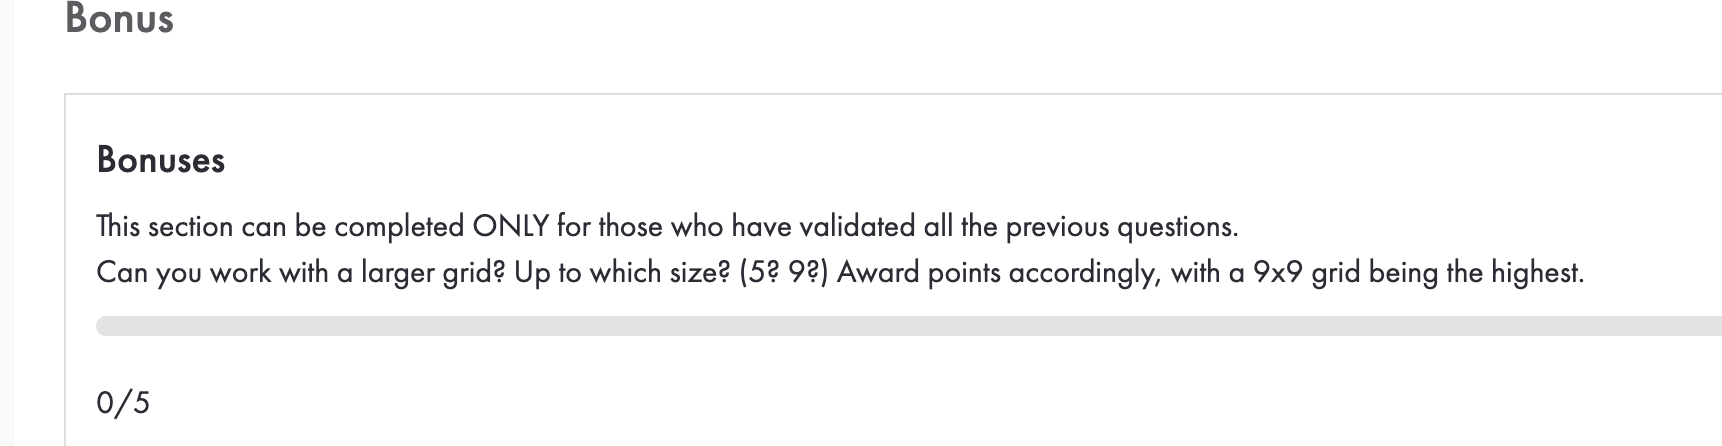 Bonus
Bonuses
This section can be completed ONLY for those who have validated all the previous questions.
Can you work with a larger grid? Up to which size? (5? 9?) Award points accordingly, with a 9x9 grid being the highest.
0/5